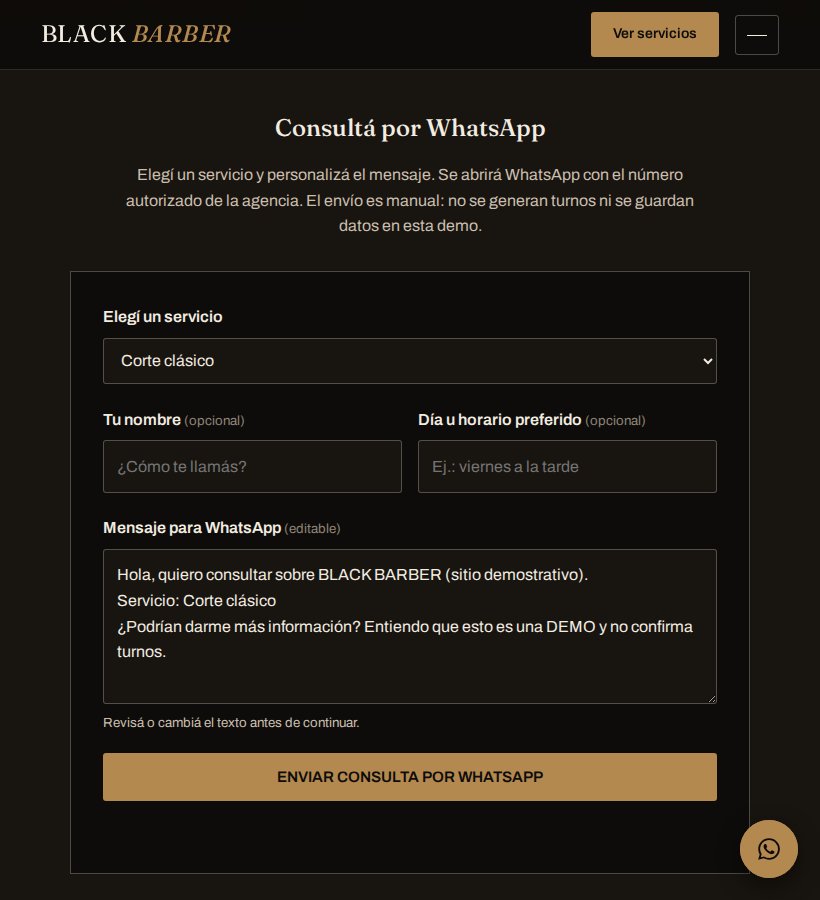 BLACK BARBER
Ver servicios
Consultá por WhatsApp
Elegí un servicio y personalizá el mensaje. Se abrirá WhatsApp con el número
autorizado de la agencia. El envío es manual: no se generan turnos ni se guardan
datos en esta demo.
Elegí un servicio
Corte clásico
Tu nombre (opcional)
Día u horario preferido (opcional)
¿Cómo te llamás?
Ej.: viernes a la tarde
Mensaje para WhatsApp (editable)
Hola, quiero consultar sobre BLACK BARBER (sitio demostrativo).
Servicio: Corte clásico
¿Podrían darme más información? Entiendo que esto es una DEMO y no confirma
turnos.
Revisá o cambiá el texto antes de continuar.
ENVIAR CONSULTA POR WHATSAPP